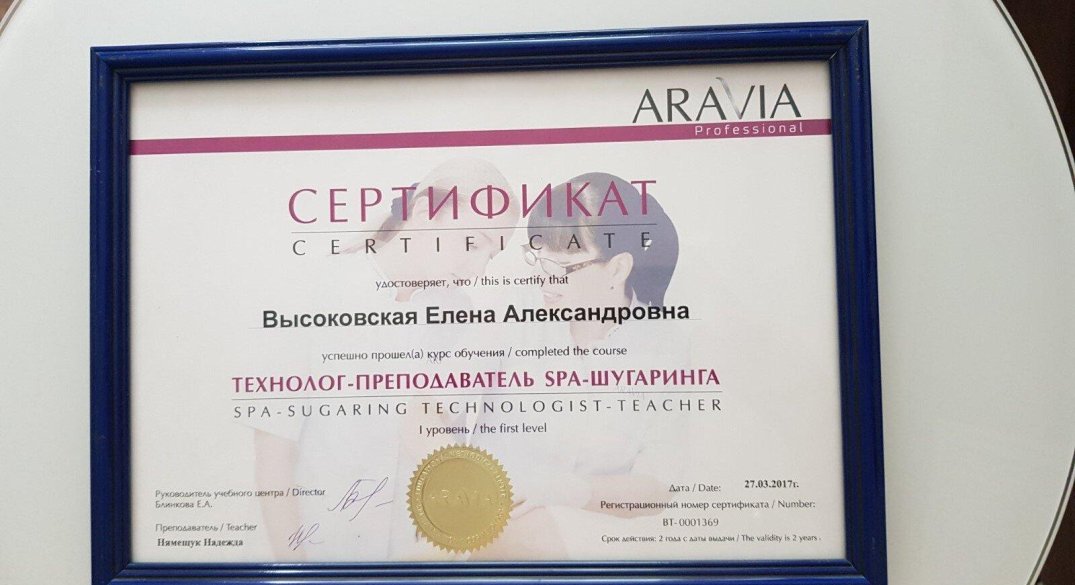 ARAVIA
Professional
СЕРТИФИКАТ
CERTIFICATE
удостоверяет, что / this is certify that
Высоковская Елена Александровна
успешно прошел(а) курс обучения / completed the course
ТЕХНОЛОГ-ПРЕПОДАВАТЕЛЬ SPA-ШУГАРИНГА
SPA-SUGARING TECHNOLOGIST-TEACHER
I уровень / the first level
Руководитель учебного центра / Director
Блинкова Е.А.
Преподаватель / Teacher
Нямещук Надежда
ARAVIA
Дата / Date: 27.03.2017г.
Регистрационный номер сертификата / Number:
ВТ-0001369
Срок действия: 2 года с даты выдачи / The validity is 2 years .